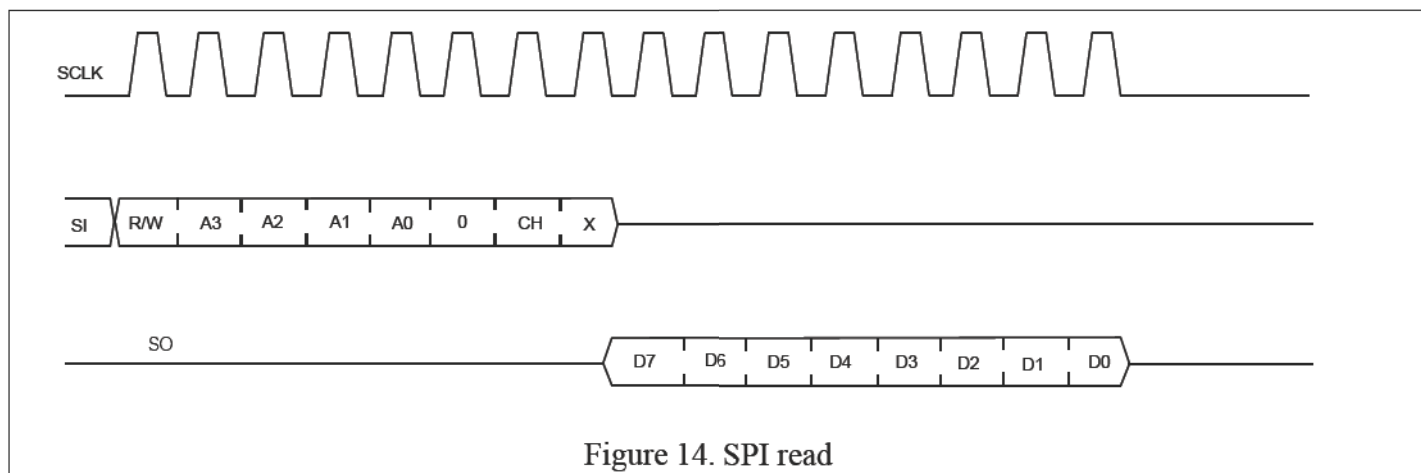 SCLK
SI R/W A3 A2 A1 A0 0 CH X
SO
D7 D6 D5 D4 D3 D2 D1 D0
Figure 14. SPI read